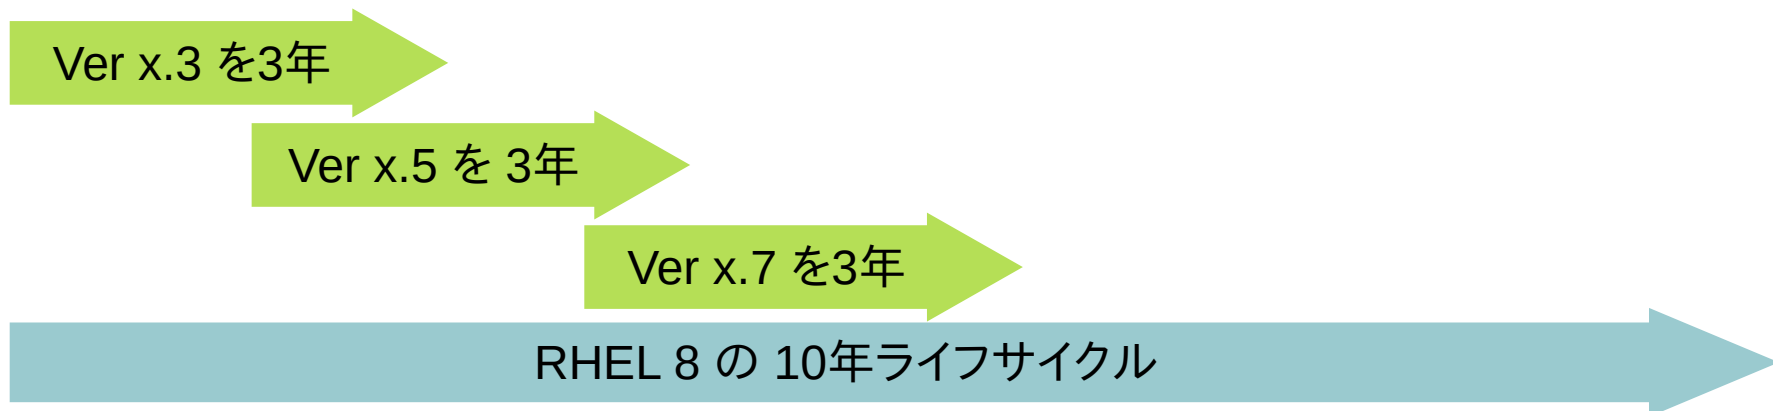 Ver x.3 を3年
Ver x.5 を 3年
Ver x.7 を3年
RHEL 8 の 10年ライフサイクル